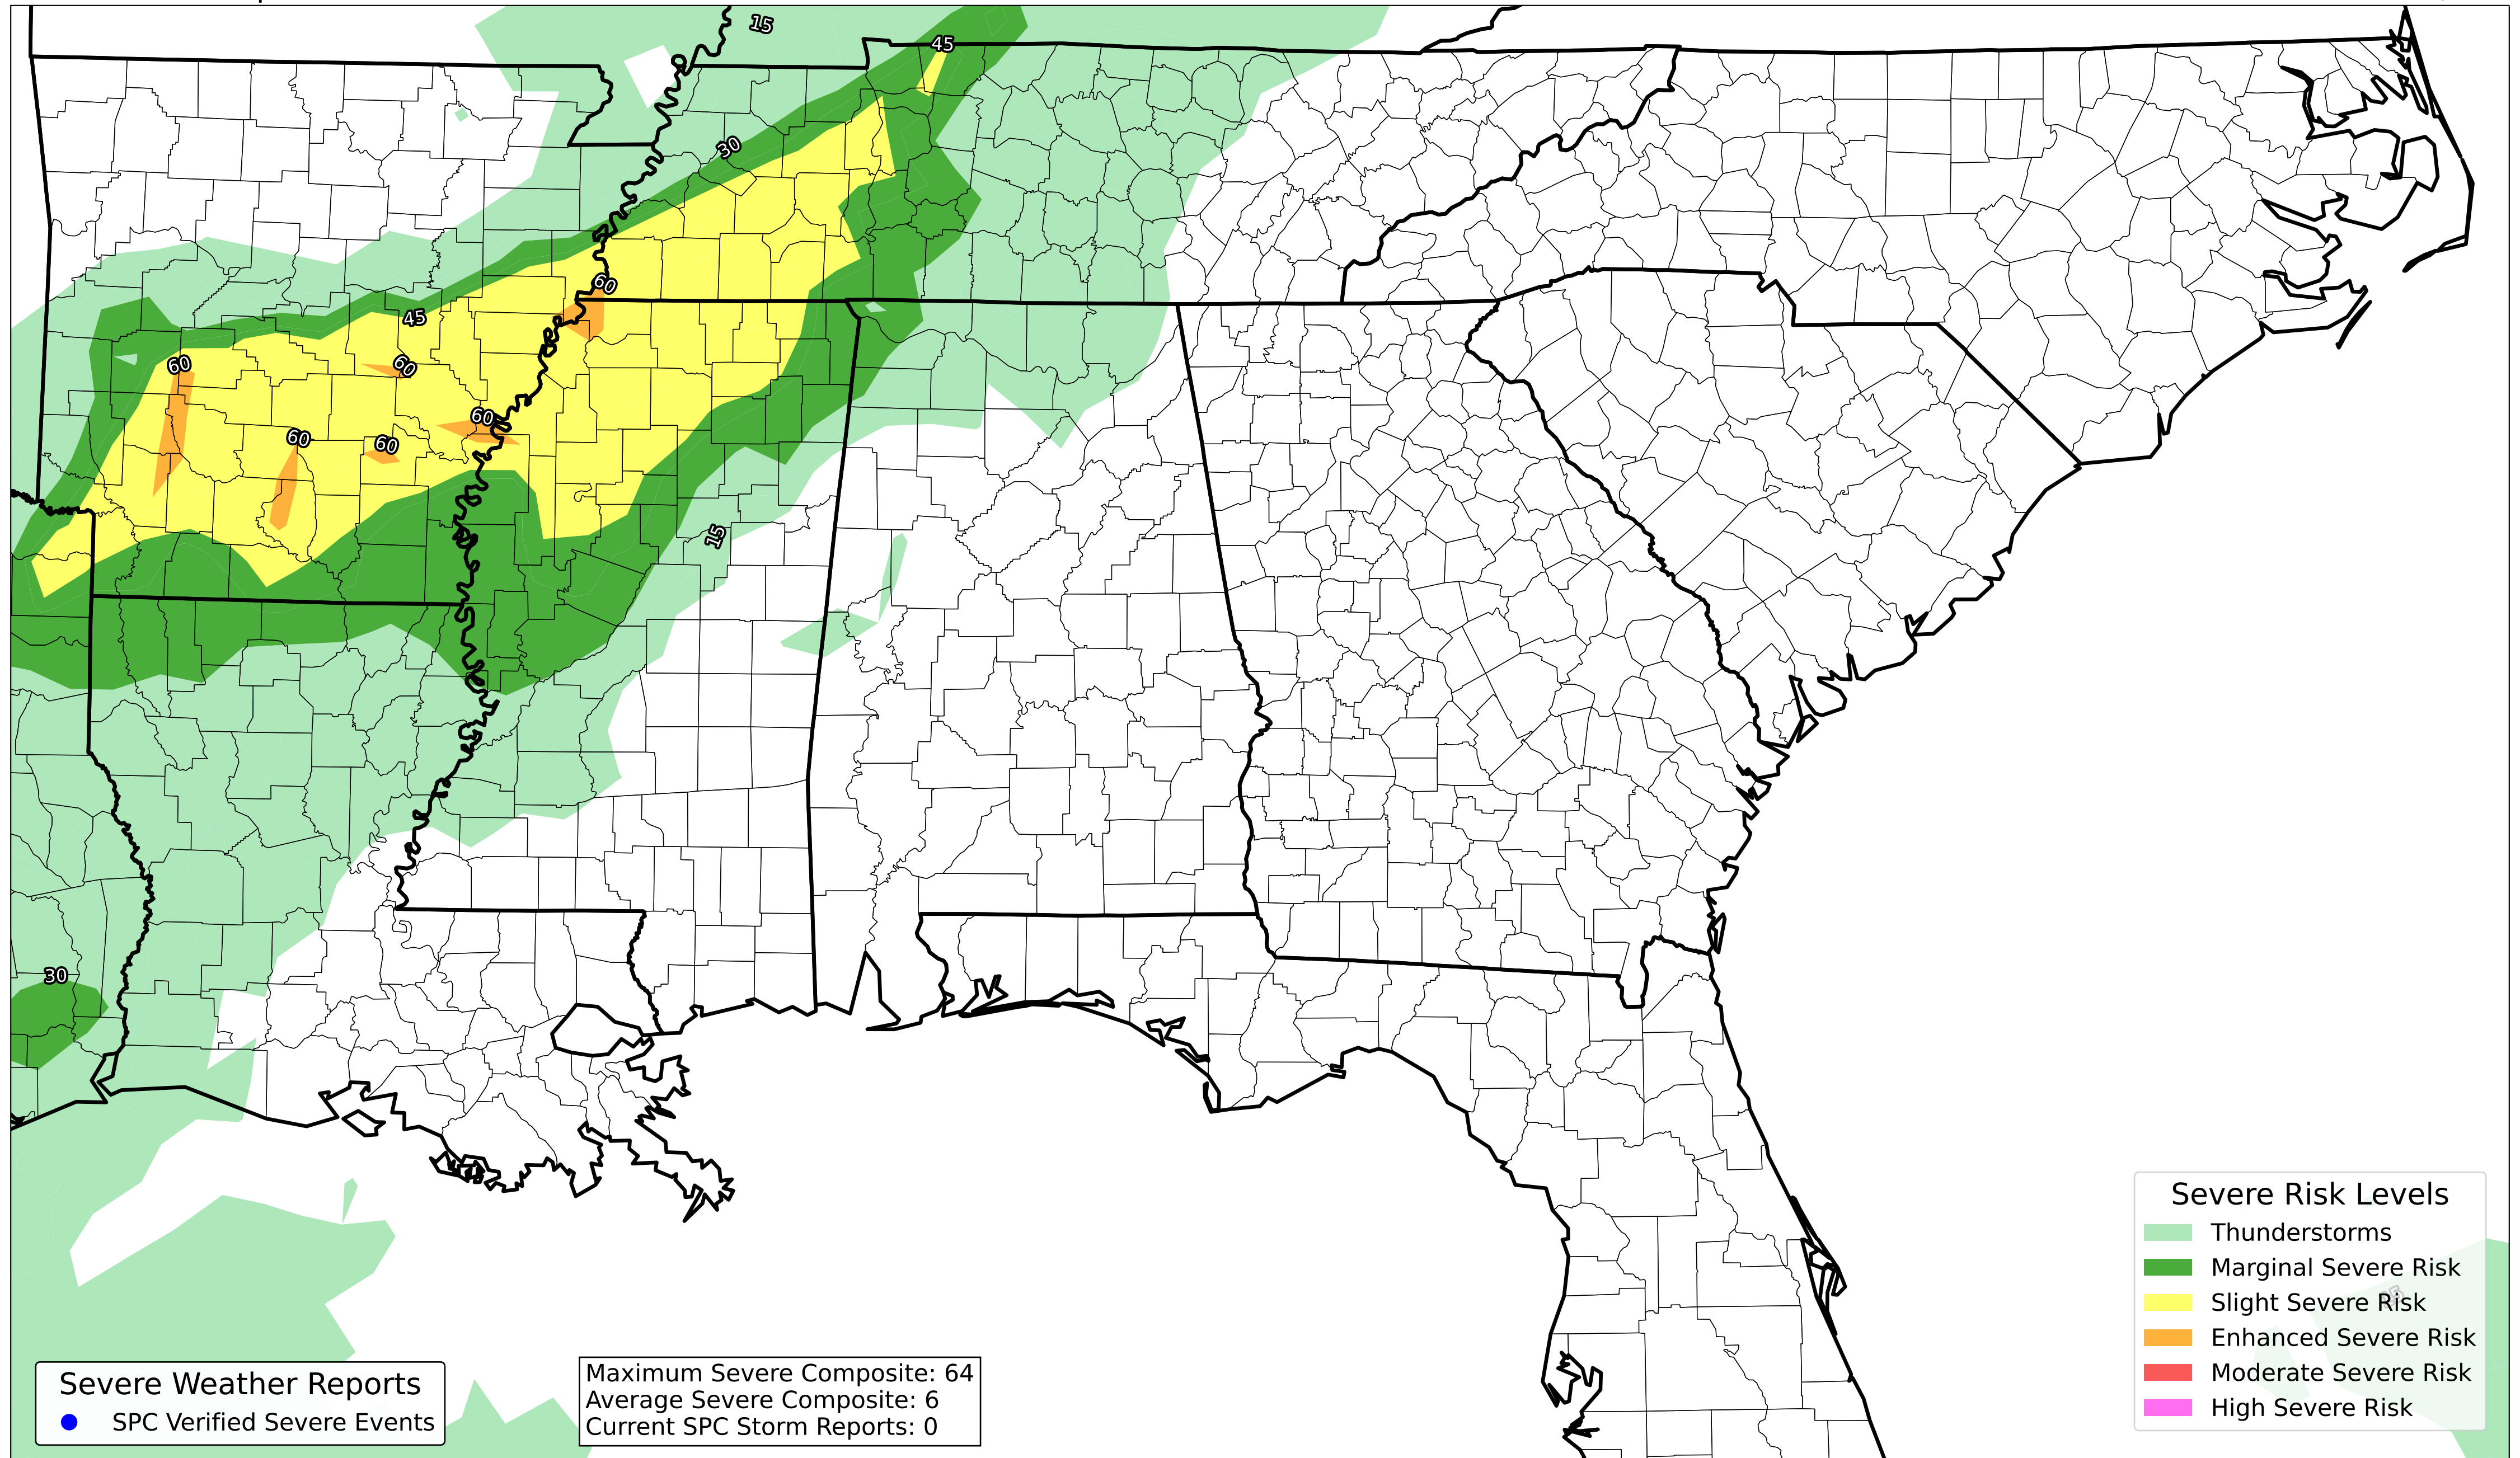 15
45
30
60
45
60
60
60
60
60
15
30
Severe Risk Levels
Thunderstorms
Marginal Severe Risk
Slight Severe Risk
Enhanced Severe Risk
Moderate Severe Risk
High Severe Risk
Severe Weather Reports
SPC Verified Severe Events
Maximum Severe Composite: 64
Average Severe Composite: 6
Current SPC Storm Reports: 0